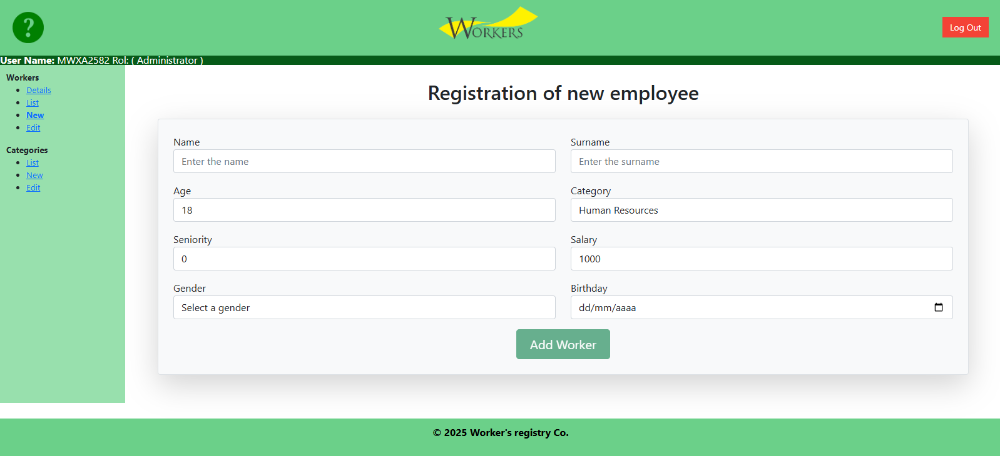 ?
WORKERS
Log Out
User Name: MWXA2582 Rol: ( Administrator )
Workers
Details
List
New
Edit
Categories
List
New
Edit
Registration of new employee
Name
Surname
Enter the name
Enter the surname
Age
Category
18
Human Resources
Seniority
Salary
0
1000
Gender
Birthday
Select a gender
dd/mm/aaaa
Add Worker
© 2025 Worker's registry Co.